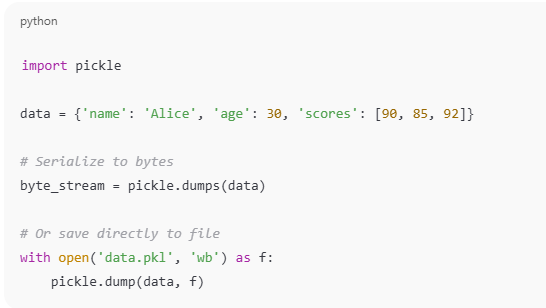 python
import pickle
data = {'name': 'Alice', 'age': 30, 'scores': [90, 85, 92]}
# Serialize to bytes
byte_stream = pickle.dumps(data)
# Or save directly to file
with open('data.pkl', 'wb') as f:
    pickle.dump(data, f)